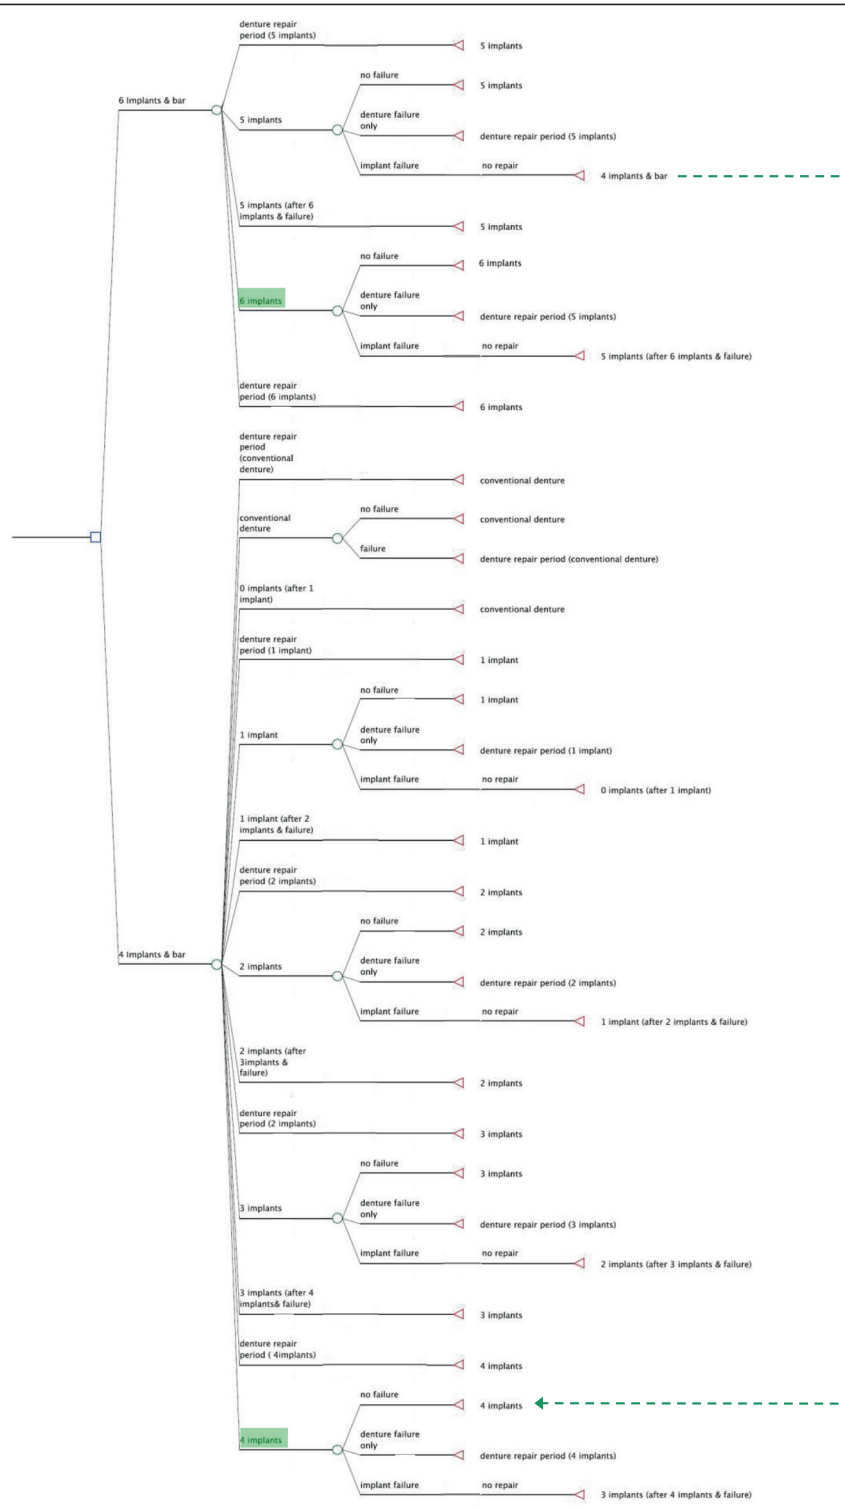 denture repair
period (5 implants)
5 implants
no failure
5 implants
6 Implants & bar
5 implants
denture failure
only
denture repair period (5 implants)
implant failure
no repair
4 implants & bar
5 implants (after 6
implants & failure)
5 implants
no failure
6 implants
6 implants
denture failure
only
denture repair period (5 implants)
implant failure
no repair
5 implants (after 6 implants & failure)
denture repair
period (6 implants)
6 implants
denture repair
period
(conventional
denture)
conventional denture
conventional
denture
no failure
conventional denture
failure
denture repair period (conventional denture)
0 implants (after 1
implant)
conventional denture
denture repair
period (1 implant)
1 implant
no failure
1 implant
1 implant
denture failure
only
denture repair period (1 implant)
implant failure
no repair
0 implants (after 1 implant)
1 implant (after 2
implants & failure)
1 implant
denture repair
period (2 implants)
2 implants
no failure
2 implants
4 Implants & bar
2 implants
denture failure
only
denture repair period (2 implants)
implant failure
no repair
1 implant (after 2 implants & failure)
2 implants (after
3implants &
failure)
2 implants
denture repair
period (2 implants)
3 implants
no failure
3 implants
3 implants
denture failure
only
denture repair period (3 implants)
implant failure
no repair
2 implants (after 3 implants & failure)
3 implants (after 4
implants& failure)
3 implants
denture repair
period ( 4implants)
4 implants
no failure
4 implants
4 implants
denture failure
only
denture repair period (4 implants)
implant failure
no repair
3 implants (after 4 implants & failure)